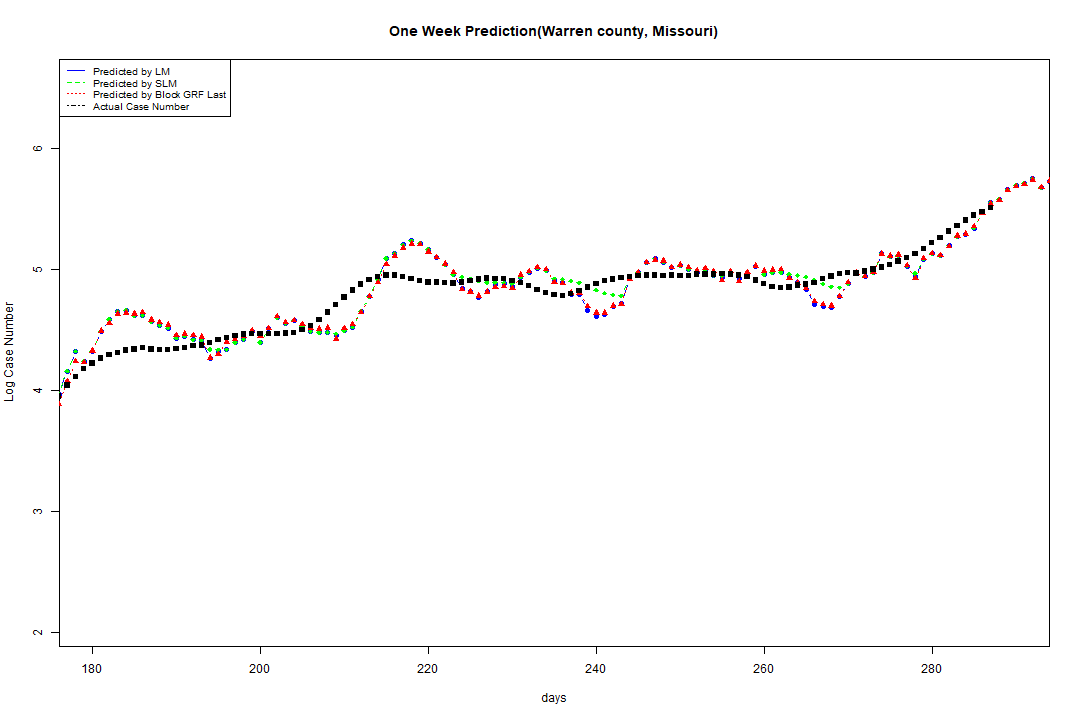 One Week Prediction(Warren county, Missouri)
Predicted by LM
Predicted by SLM
Predicted by Block GRF Last
Actual Case Number
6
5
4
3
2
Log Case Number
180 200 220 240 260 280
days